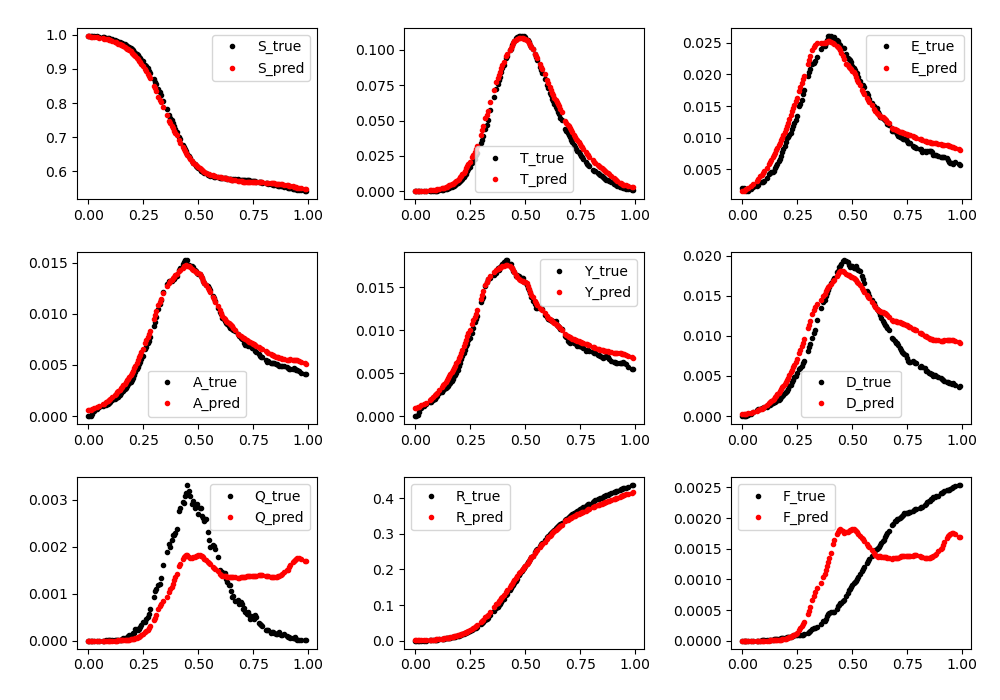 S_true
S_pred
1.0
0.9
0.8
0.7
0.6
0.00 0.25 0.50 0.75 1.00
T_true
T_pred
0.100
0.075
0.050
0.025
0.000
0.00 0.25 0.50 0.75 1.00
E_true
E_pred
0.025
0.020
0.015
0.010
0.005
0.00 0.25 0.50 0.75 1.00
A_true
A_pred
0.015
0.010
0.005
0.000
0.00 0.25 0.50 0.75 1.00
Y_true
Y_pred
0.015
0.010
0.005
0.000
0.00 0.25 0.50 0.75 1.00
D_true
D_pred
0.020
0.015
0.010
0.005
0.000
0.00 0.25 0.50 0.75 1.00
Q_true
Q_pred
0.003
0.002
0.001
0.000
0.00 0.25 0.50 0.75 1.00
R_true
R_pred
0.4
0.3
0.2
0.1
0.0
0.00 0.25 0.50 0.75 1.00
F_true
F_pred
0.0025
0.0020
0.0015
0.0010
0.0005
0.0000
0.00 0.25 0.50 0.75 1.00